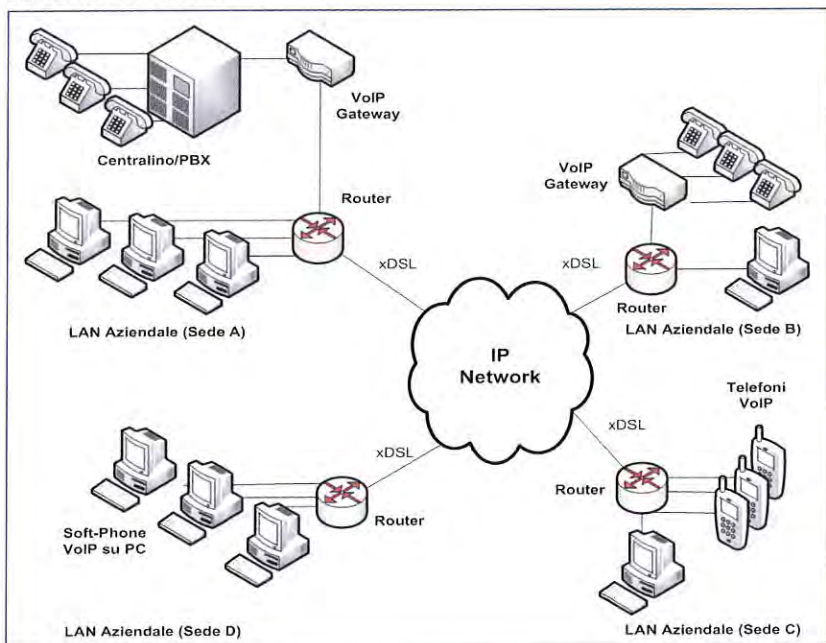 VoIP
Gateway
Centralino/PBX
Router
xDSL
LAN Aziendale (Sede A)
VoIP
Gateway
xDSL
Router
LAN Aziendale (Sede B)
IP
Network
xDSL
Router
Soft-Phone
VoIP su PC
LAN Aziendale (Sede D)
Telefoni
VoIP
xDSL
Router
LAN Aziendale (Sede C)